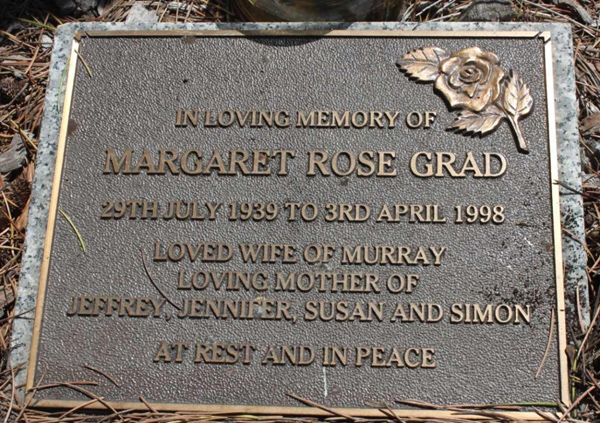 IN LOVING MEMORY OF
MARGARET ROSE GRAD
29TH JULY 1939 TO 3RD APRIL 1998
LOVED WIFE OF MURRAY
LOVING MOTHER OF
JEFFREY, JENNIFER, SUSAN AND SIMON
AT REST AND IN PEACE